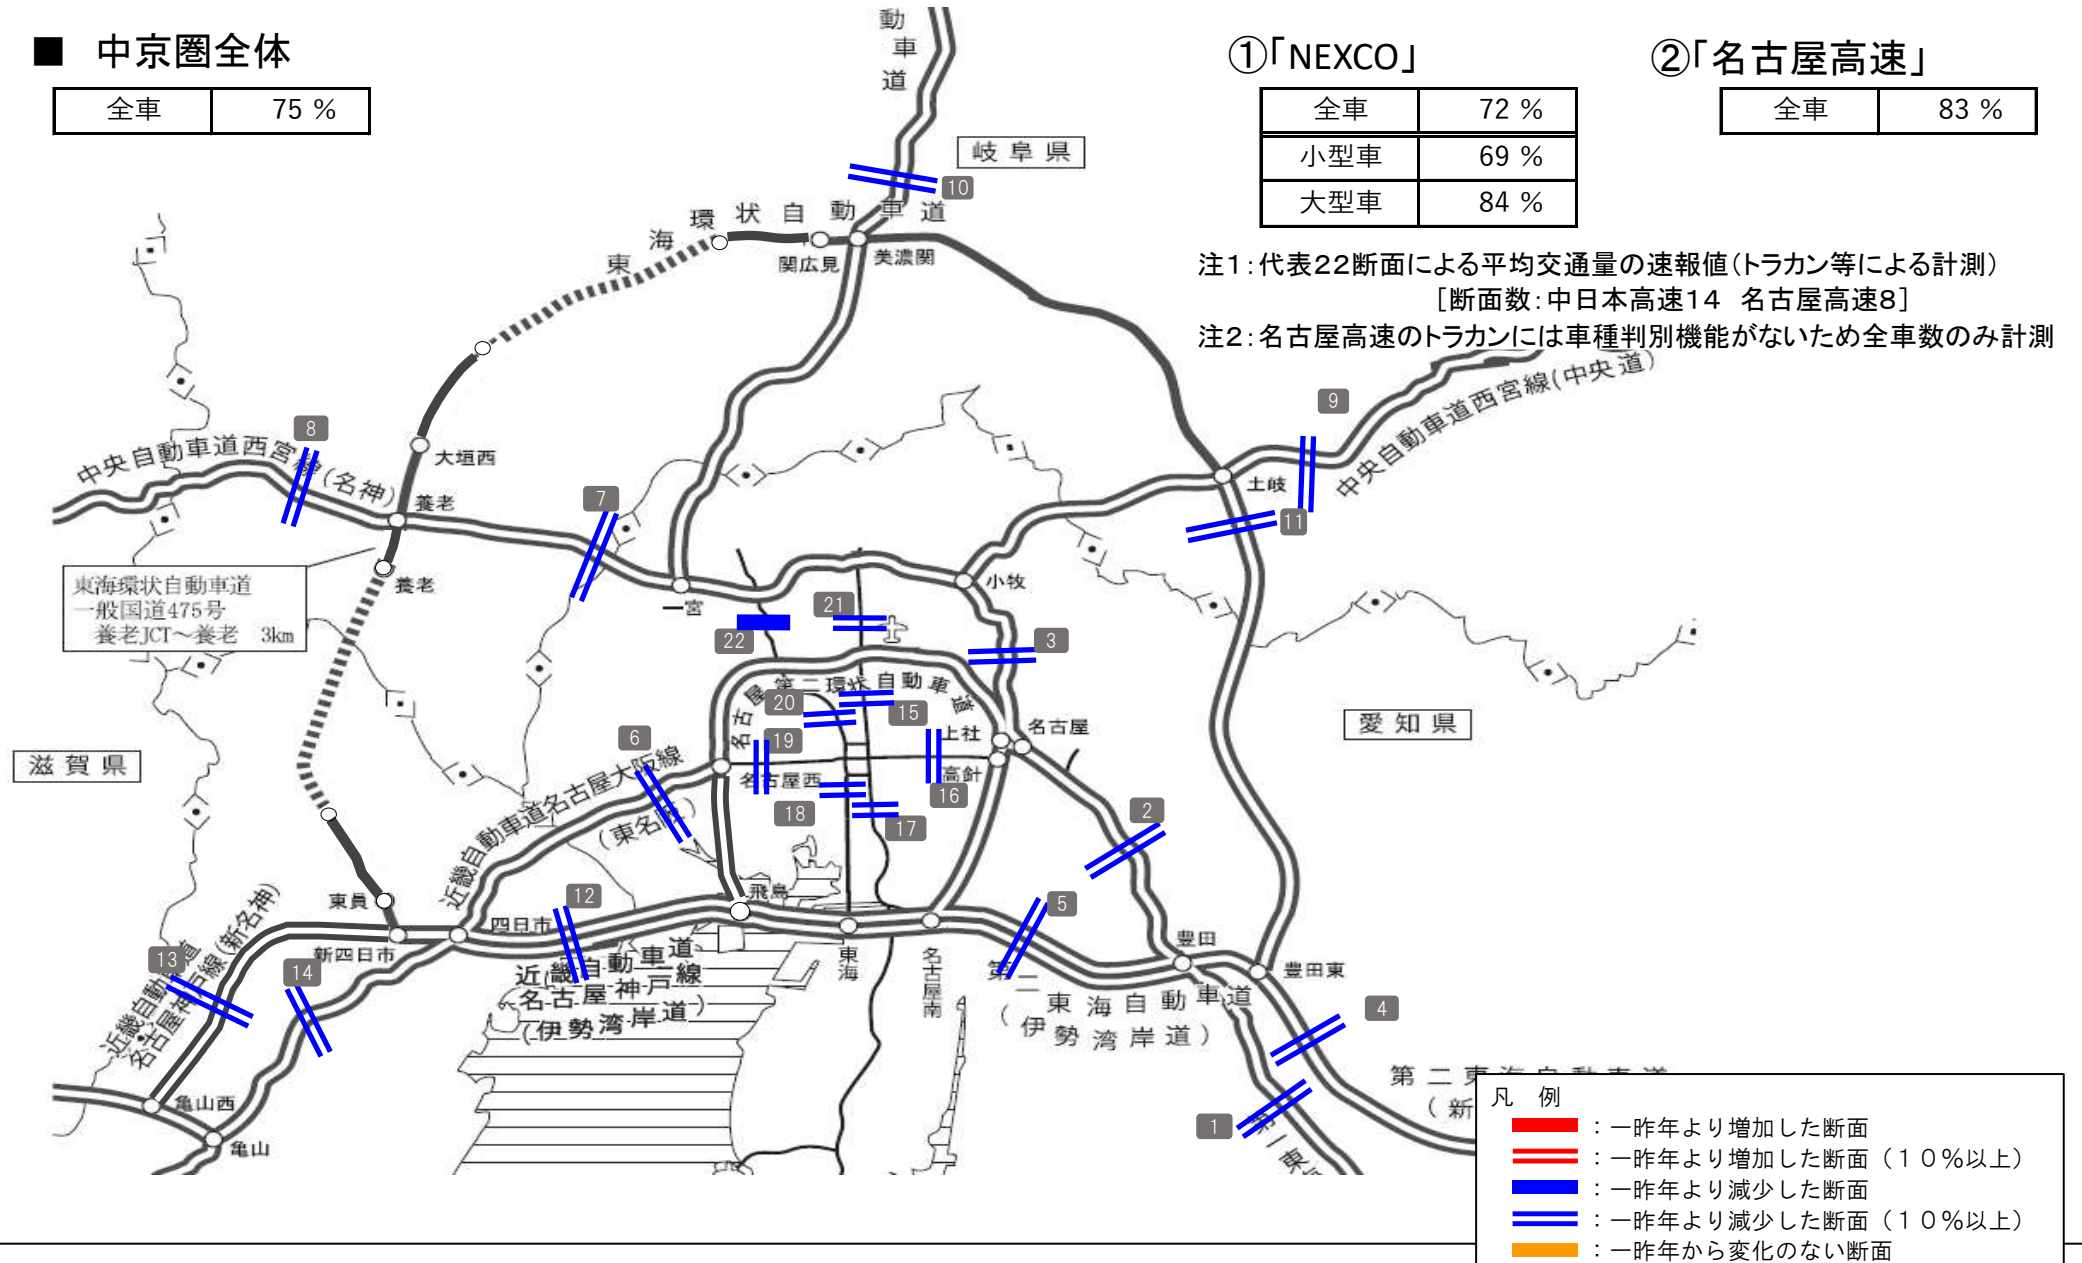 ■ 中京圏全体
全車 75 %
①「NEXCO」
全車 72 %
小型車 69 %
大型車 84 %
②「名古屋高速」
全車 83 %
注1：代表22断面による平均交通量の速報値（トラカン等による計測）
［断面数：中日本高速14 名古屋高速8］
注2：名古屋高速のトラカンには車種判別機能がないため全車数のみ計測
動車道
岐阜県
10
東海環状自動車道
関広見
美濃関
中央自動車道西宮線（中央道）
9
8
中央自動車道西宮線（名神）
大垣西
養老
7
土岐
11
東海環状自動車道
一般国道475号
養老JCT～養老 3km
養老
一宮
小牧
21
22
3
名古屋第二環状自動車道
20
15
上社
名古屋
愛知県
滋賀県
6
19
名古屋西
高針
16
近畿自動車道名古屋大阪線
（東名阪）
18
17
2
飛島
東員
12
5
四日市
新四日市
東海
名古屋南
豊田
豊田東
13
14
近畿自動車道
名古屋神戸線（新名神）
近畿自動車道
名古屋神戸線
（伊勢湾岸道）
第二東海自動車道
（伊勢湾岸道）
4
亀山西
亀山
1
第一東
第二東海自動車道
（新
凡 例
：一昨年より増加した断面
：一昨年より増加した断面（１０％以上）
：一昨年より減少した断面
：一昨年より減少した断面（１０％以上）
：一昨年から変化のない断面